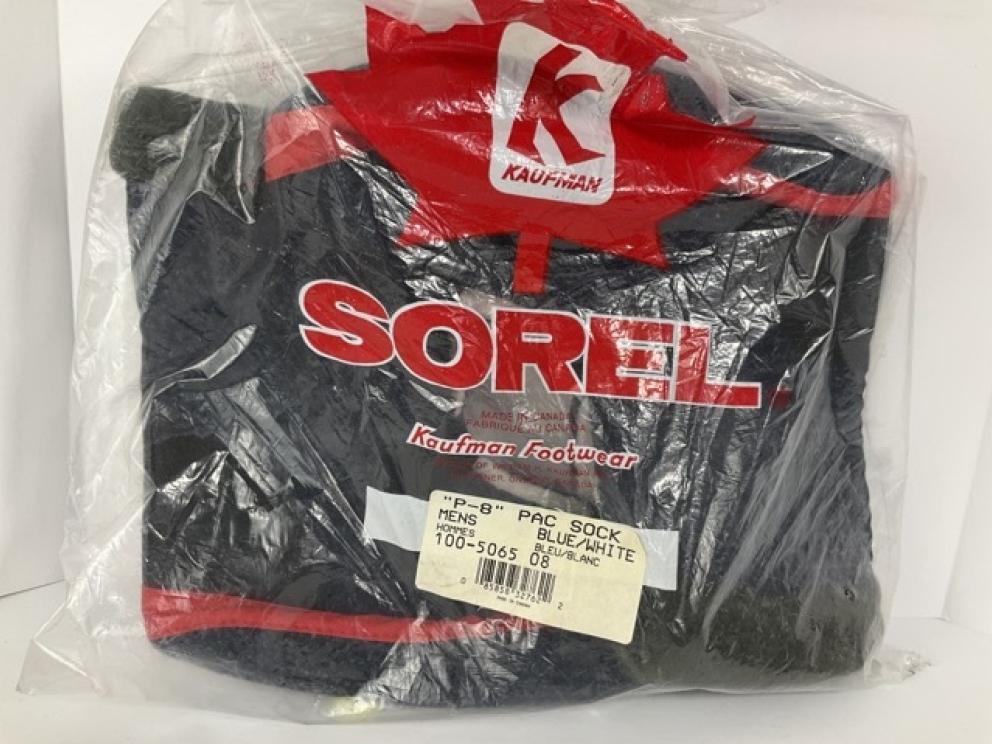 K
KAUFMAN
SOREL
MADE IN CANADA
FABRIQUE AU CANADA
Kaufman Footwear
"P-8" PAC SOCK
MENS BLUE/WHITE
HOMMES BLEU/BLANC
100-5065 08